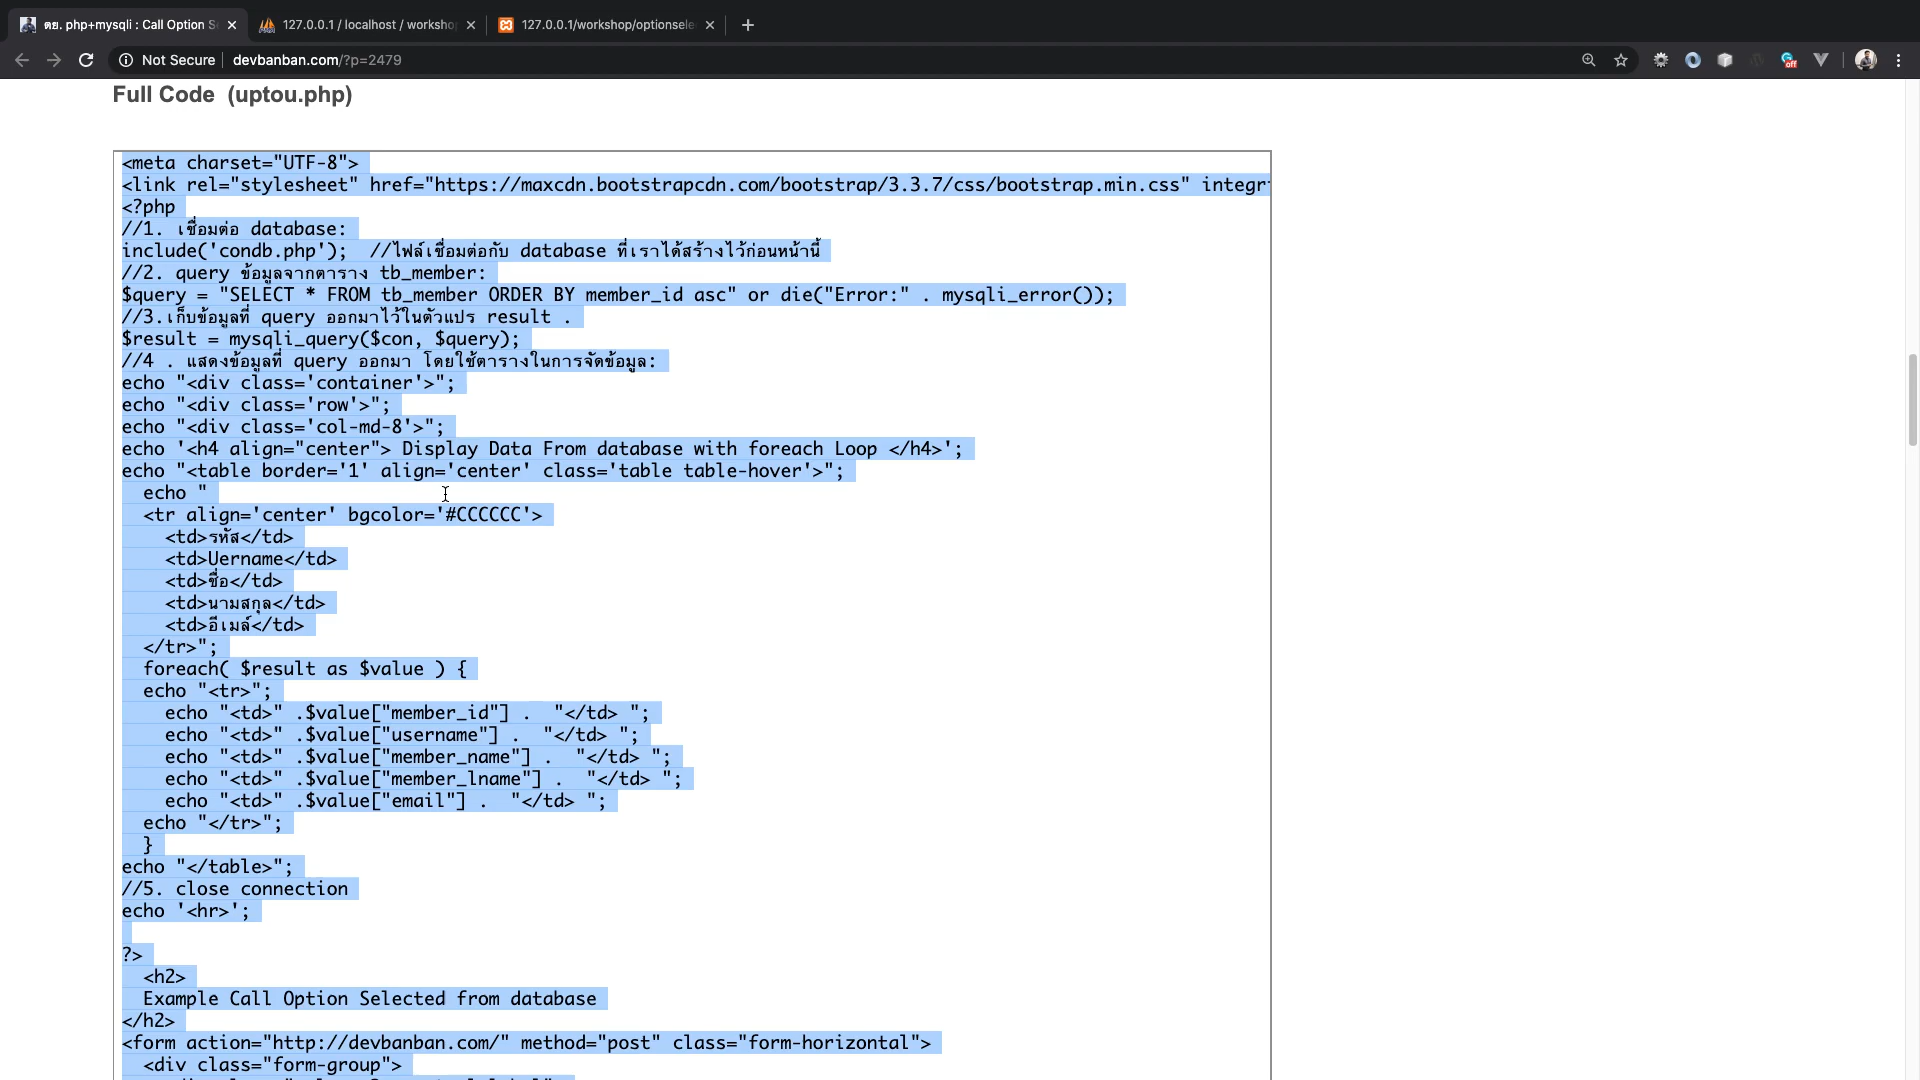 ตย. php+mysqli : Call Option S
127.0.0.1 / localhost / worksho
127.0.0.1/workshop/optionsele
Not Secure
devbanban.com/?p=2479
off
Full Code (uptou.php)
<meta charset="UTF-8">
<link rel="stylesheet" href="https://maxcdn.bootstrapcdn.com/bootstrap/3.3.7/css/bootstrap.min.css" integr
<?php
//1. เชื่อมต่อ database:
include('condb.php');  //ไฟล์เชื่อมต่อกับ database ที่เราได้สร้างไว้ก่อนหน้านี้
//2. query ข้อมูลจากตาราง tb_member:
$query = "SELECT * FROM tb_member ORDER BY member_id asc" or die("Error:" . mysqli_error());
//3.เก็บข้อมูลที่ query ออกมาไว้ในตัวแปร result .
$result = mysqli_query($con, $query);
//4 . แสดงข้อมูลที่ query ออกมา โดยใช้ตารางในการจัดข้อมูล:
echo "<div class='container'>";
echo "<div class='row'>";
echo "<div class='col-md-8'>";
echo '<h4 align="center"> Display Data From database with foreach Loop </h4>';
echo "<table border='1' align='center' class='table table-hover'>";
echo "
<tr align='center' bgcolor='#CCCCCC'>
<td>รหัส</td>
<td>Uername</td>
<td>ชื่อ</td>
<td>นามสกุล</td>
<td>อีเมล์</td>
</tr>";
foreach( $result as $value ) {
echo "<tr>";
echo "<td>" .$value["member_id"] .  "</td> ";
echo "<td>" .$value["username"] .  "</td> ";
echo "<td>" .$value["member_name"] .  "</td> ";
echo "<td>" .$value["member_lname"] .  "</td> ";
echo "<td>" .$value["email"] .  "</td> ";
echo "</tr>";
}
echo "</table>";
//5. close connection
echo '<hr>';
?>
<h2>
Example Call Option Selected from database
</h2>
<form action="http://devbanban.com/" method="post" class="form-horizontal">
<div class="form-group">